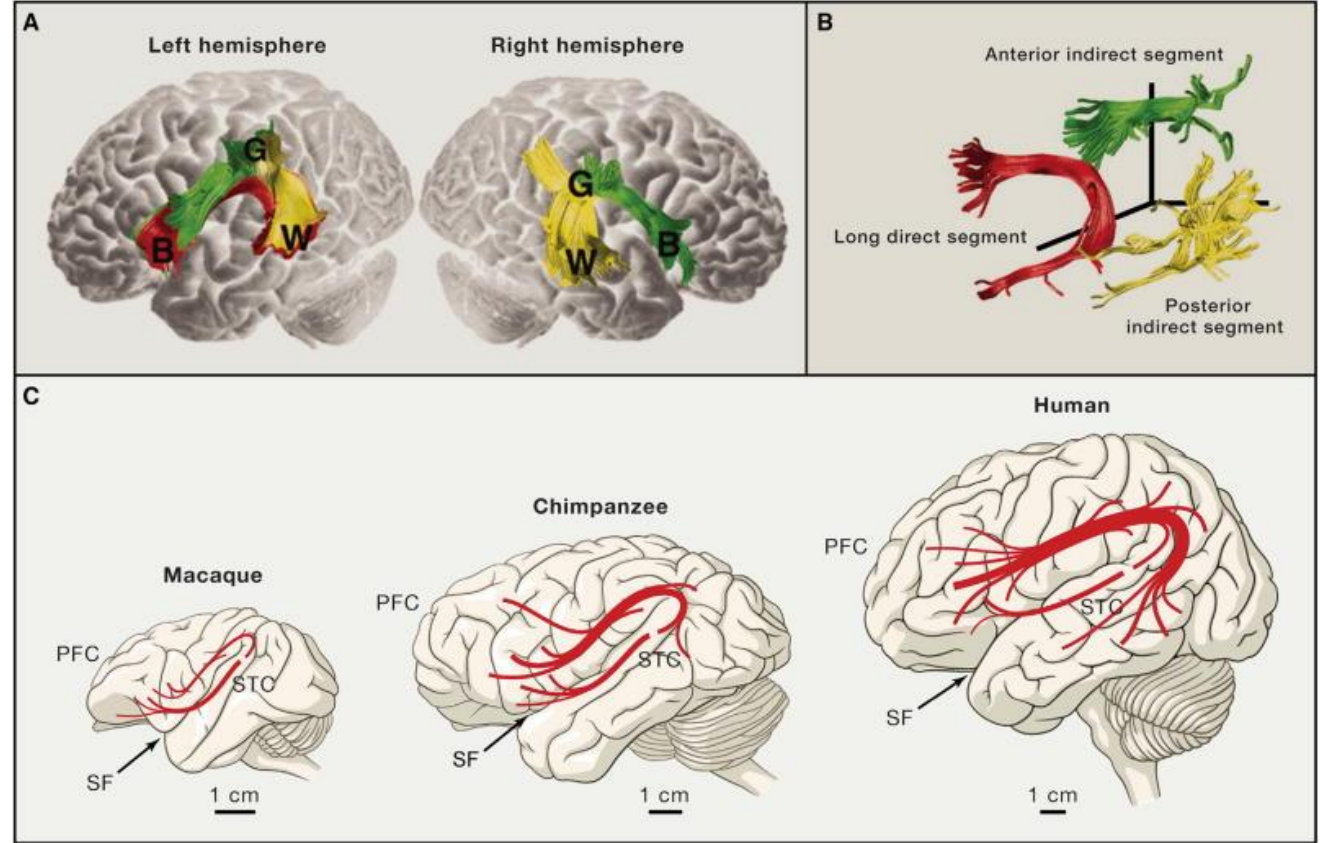 A
Left hemisphere
Right hemisphere
G
B
W
G
W
B
B
Anterior indirect segment
Long direct segment
Posterior
indirect segment
C
Macaque
PFC
STC
SF
1 cm
Chimpanzee
PFC
STC
SF
1 cm
Human
PFC
STC
SF
1 cm